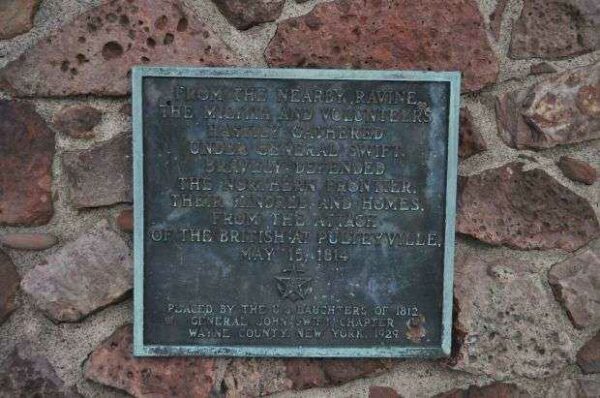 FROM THE NEARBY RAVINE
THE MILITIA AND VOLUNTEERS
HASTILY GATHERED
UNDER GENERAL SWIFT,
BRAVELY DEFENDED
THE NORTHERN FRONTIER,
THEIR KINDRED AND HOMES,
FROM THE ATTACK
OF THE BRITISH AT PULTNEYVILLE,
MAY 15, 1814
PLACED BY THE U.S. DAUGHTERS OF 1812
GENERAL JOHN SWIFT CHAPTER
WAYNE COUNTY, NEW YORK, 1929